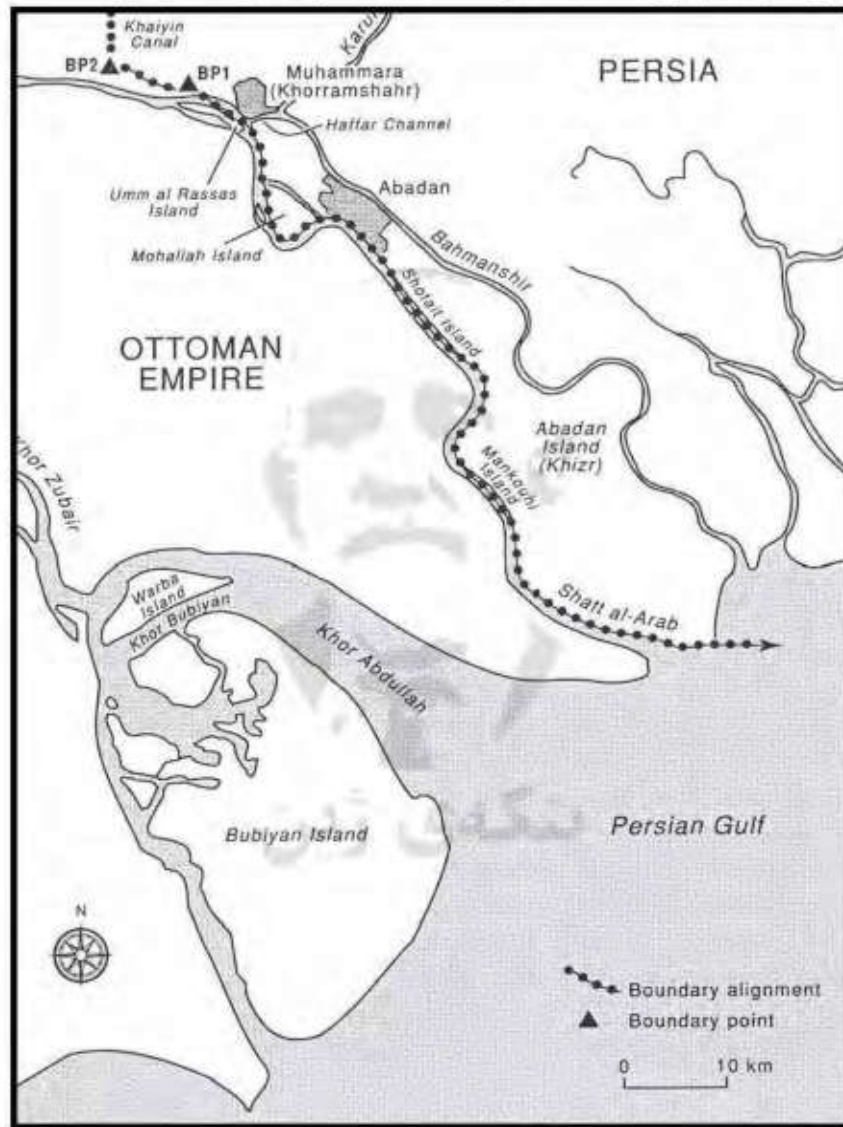 Khaiyin
Canal
Karun
BP2
BP1
Muhammara
(Khorramshahr)
PERSIA
Haffar Channel
Umm al Rassas
Island
Abadan
Mohallah Island
Bahmanshir
Shofait Island
OTTOMAN
EMPIRE
Abadan
Island
(Khizr)
Mankouhi
Island
Khor Zubair
Warba
Island
Khor Bubiyan
Khor Abdullah
Shatt al-Arab
Bubiyan Island
Persian Gulf
N
Boundary alignment
Boundary point
0 10 km